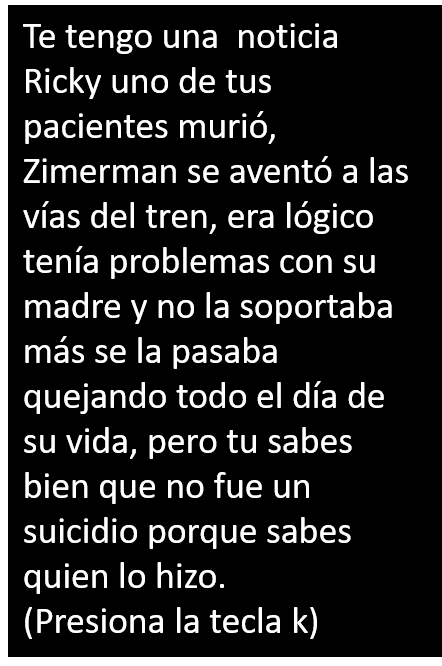 Te tengo una  noticia
Ricky uno de tus
pacientes murió,
Zimerman se aventó a las
vías del tren, era lógico
tenía problemas con su
madre y no la soportaba
más se la pasaba
quejando todo el día de
su vida, pero tu sabes
bien que no fue un
suicidio porque sabes
quien lo hizo.
(Presiona la tecla k)